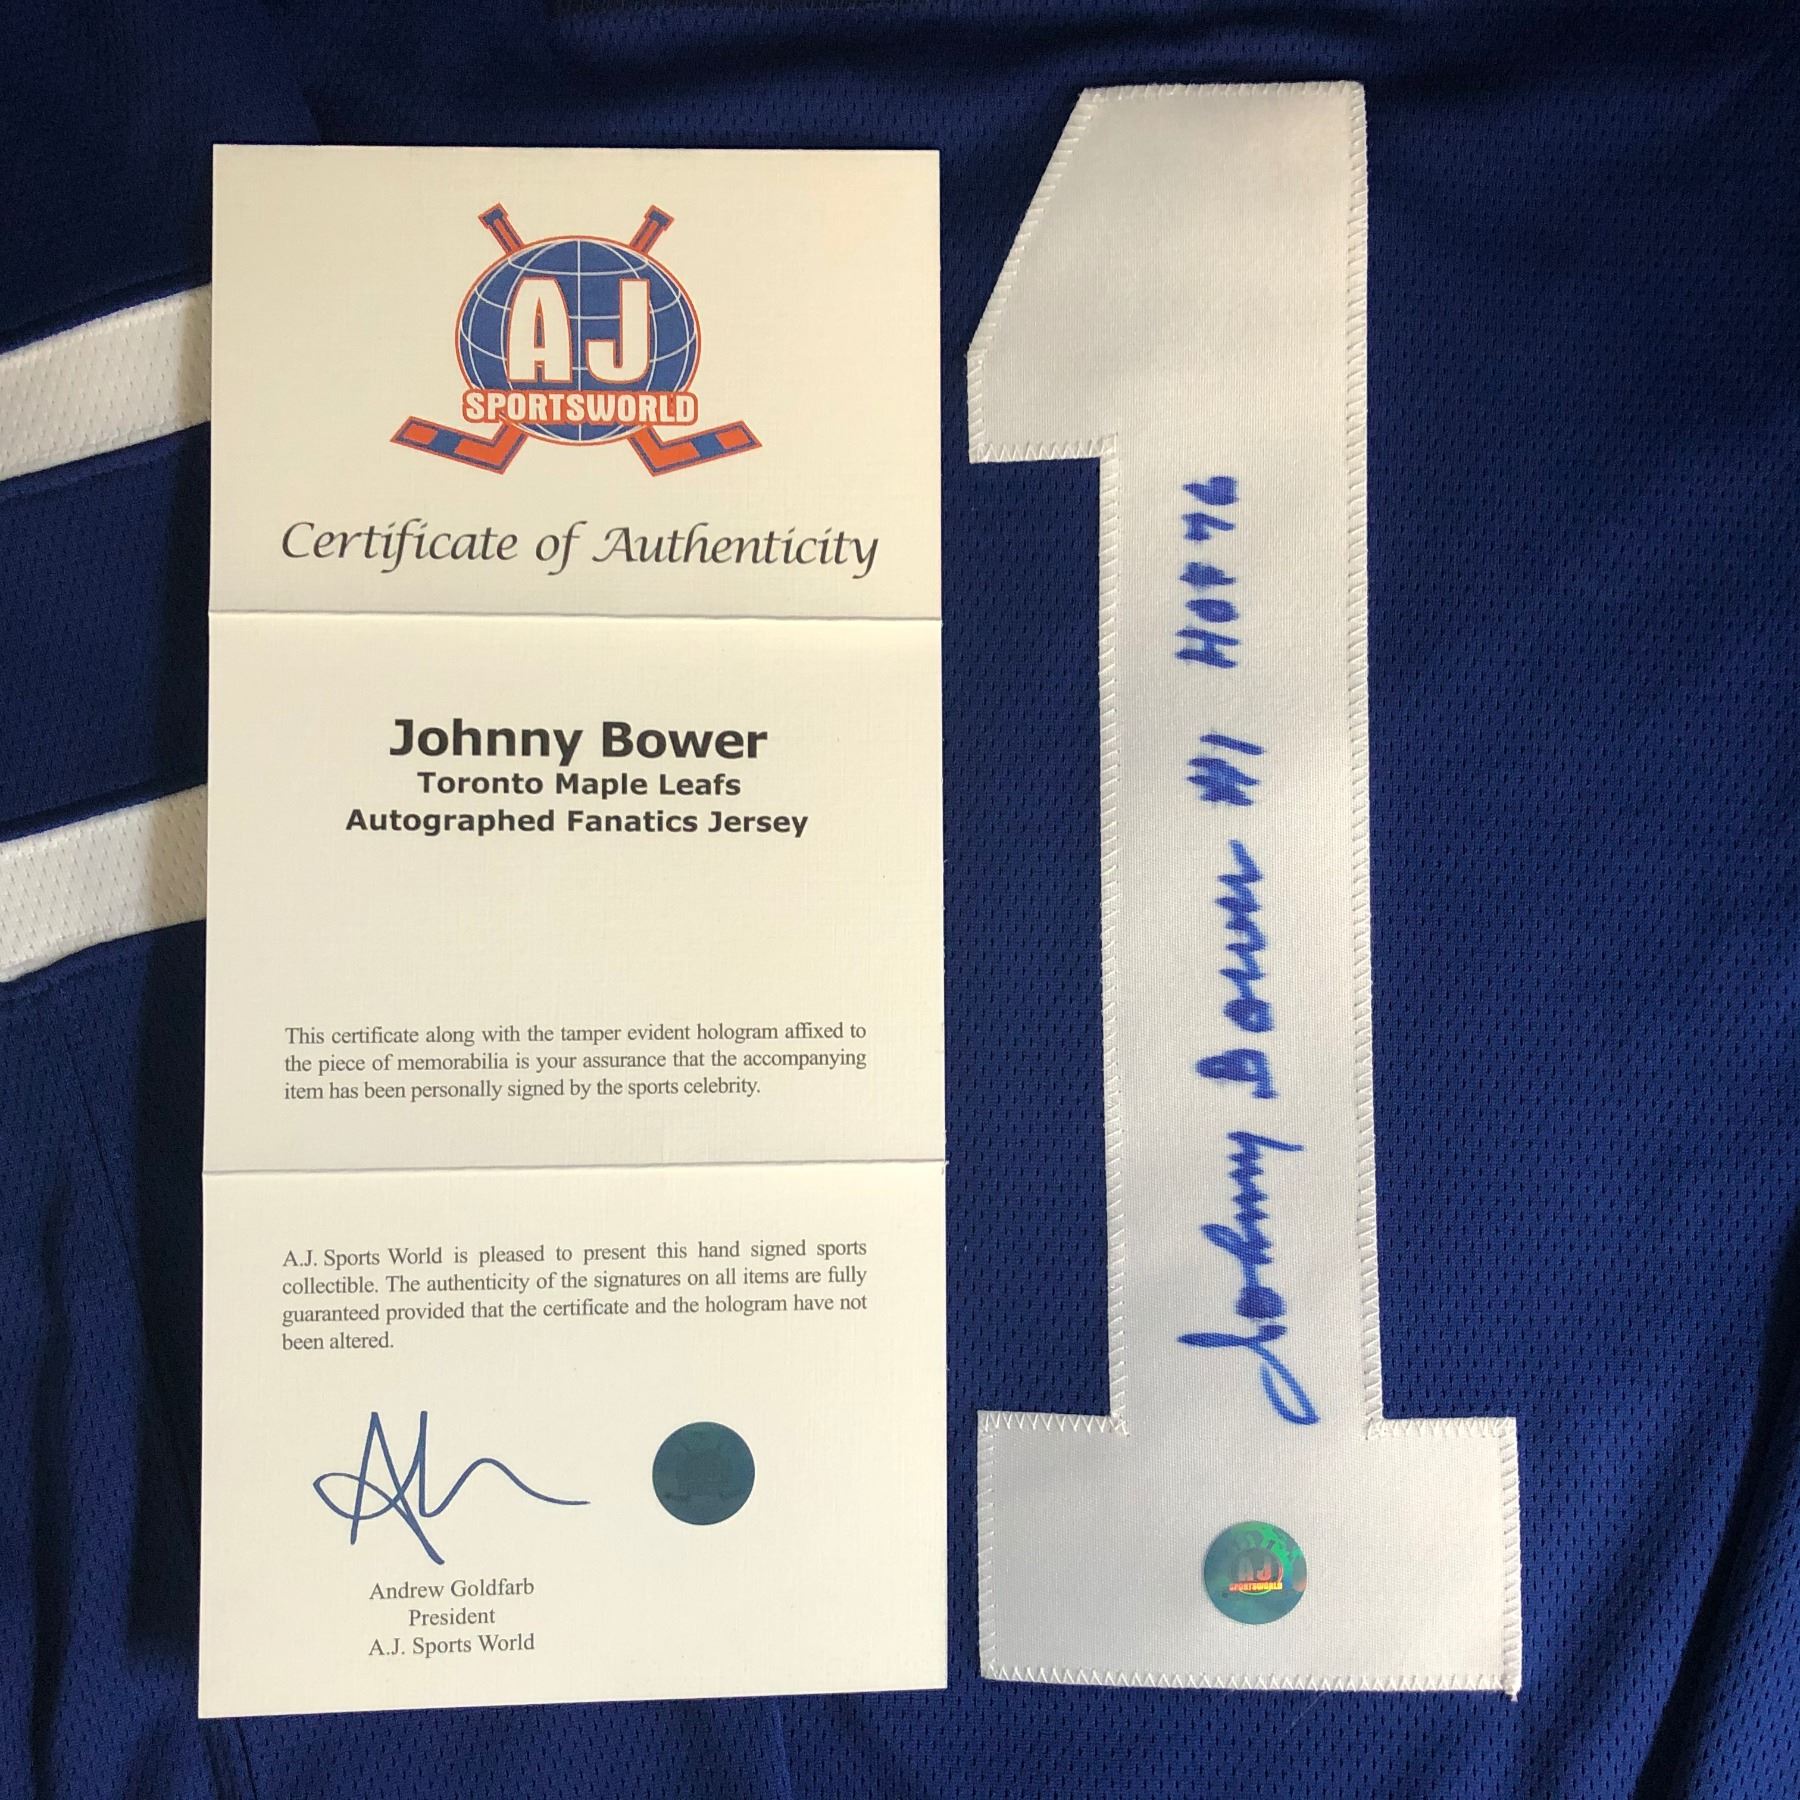 AJ
SPORTSWORLD
Certificate of Authenticity
Johnny Bower
Toronto Maple Leafs
Autographed Fanatics Jersey
This certificate along with the tamper evident hologram affixed to
the piece of memorabilia is your assurance that the accompanying
item has been personally signed by the sports celebrity.
A.J. Sports World is pleased to present this hand signed sports
collectible. The authenticity of the signatures on all items are fully
guaranteed provided that the certificate and the hologram have not
been altered.
Andrew Goldfarb
President
A.J. Sports World
1
Johnny Bower #1 HOF 76
AJ
SPORTSWORLD